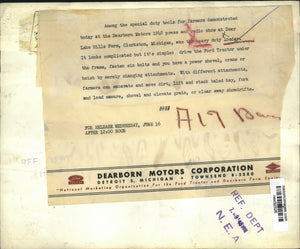 Among the special duty tools for farmers demonstrated
today at the Dearborn Motors 1948 press and radio show at Deer
Lake Hills Farm, Clarkston, Michigan, was the heavy duty loader.
It looks complicated but it's simple: drive the Ford Tractor under
the frame, fasten six bolts and you have a power shovel, crane or
hoist by merely changing attachments. With different attachments,
farmers can excavate and move dirt, lift and stack baled hay, fork
and load manure, shovel and elevate grain, or clear away snowdrifts.
####
FOR RELEASE WEDNESDAY, JUNE 16
AFTER 12:00 NOON
A17
DEARBORN MOTORS CORPORATION
DETROIT 3, MICHIGAN • TOWNSEND 8-5280
"National Marketing Organization for the Ford Tractor and Dearborn Farm Equipment"
REF. DEPT
N. E. A.
REF.